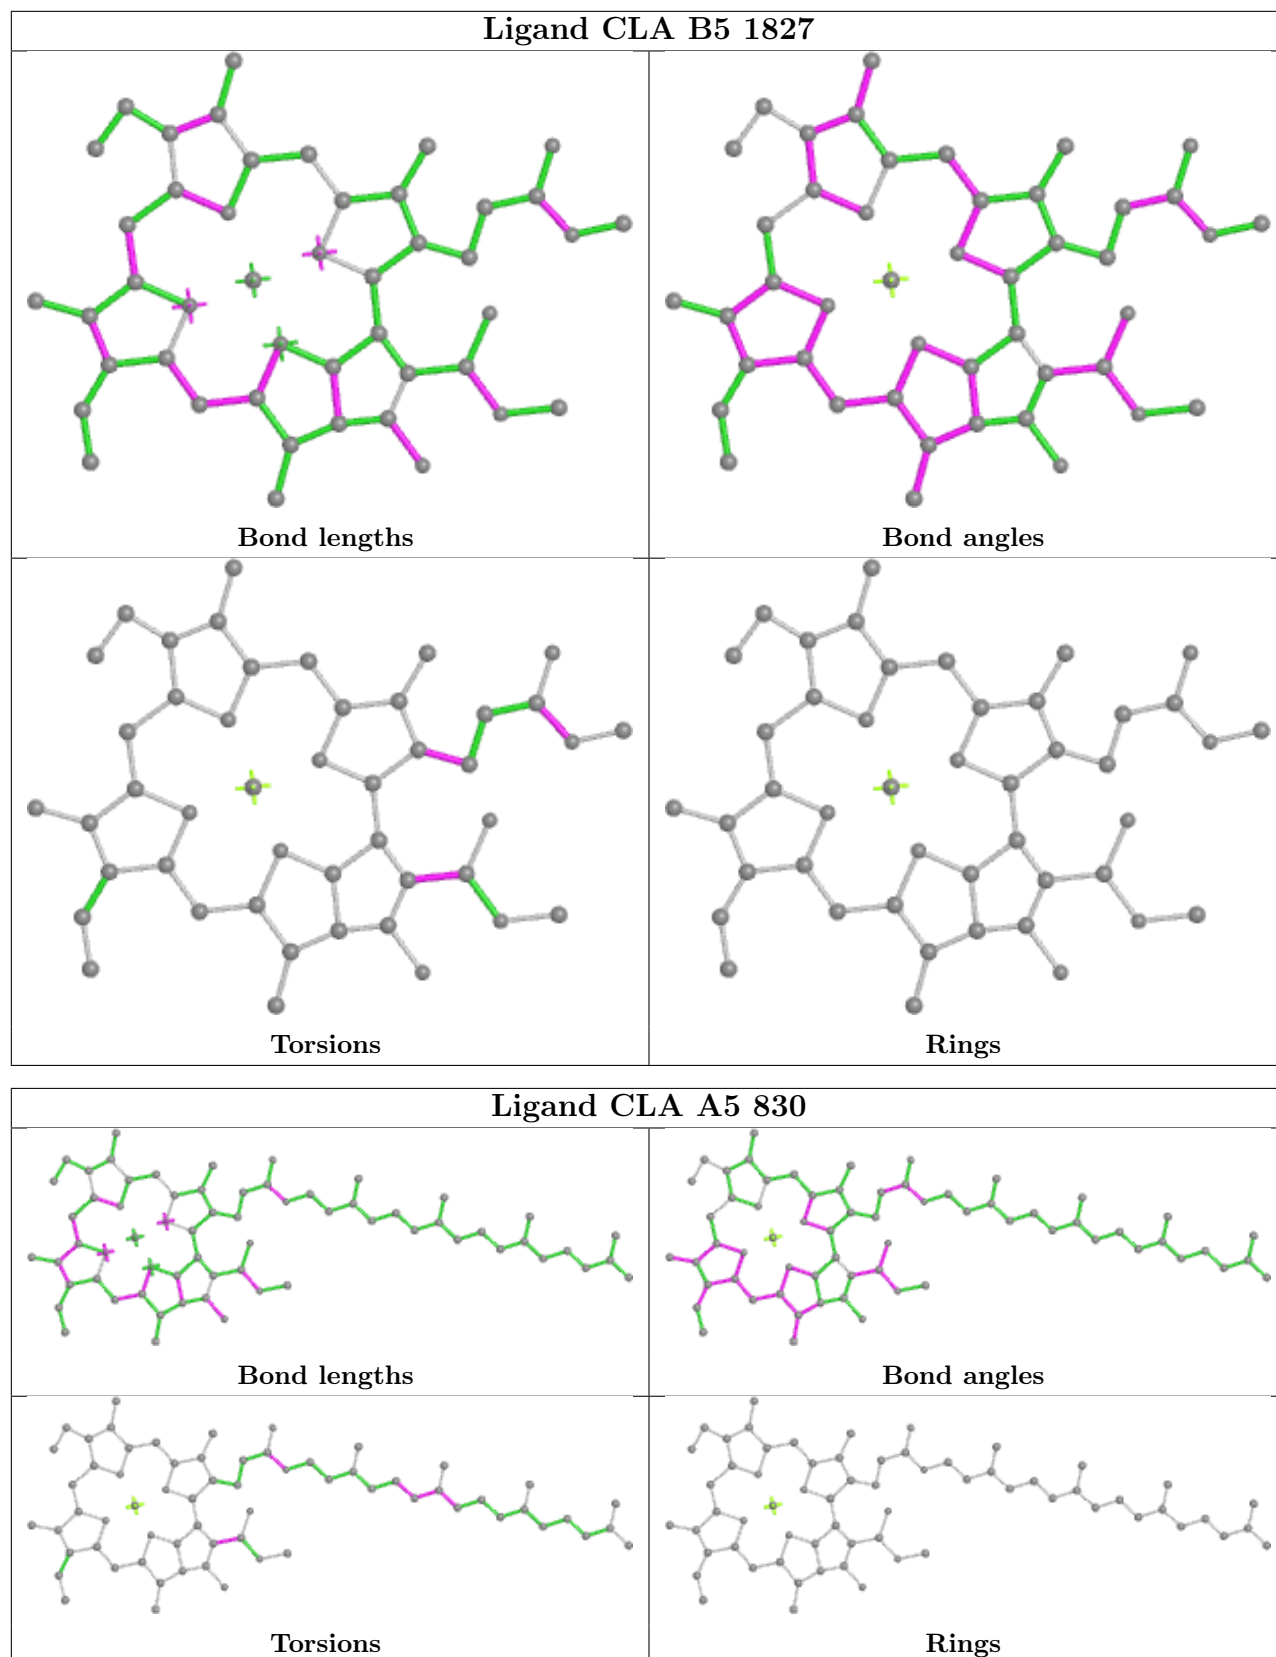 Ligand CLA B5 1827
Bond lengths
Bond angles
Torsions
Rings
Ligand CLA A5 830
Bond lengths
Bond angles
Torsions
Rings